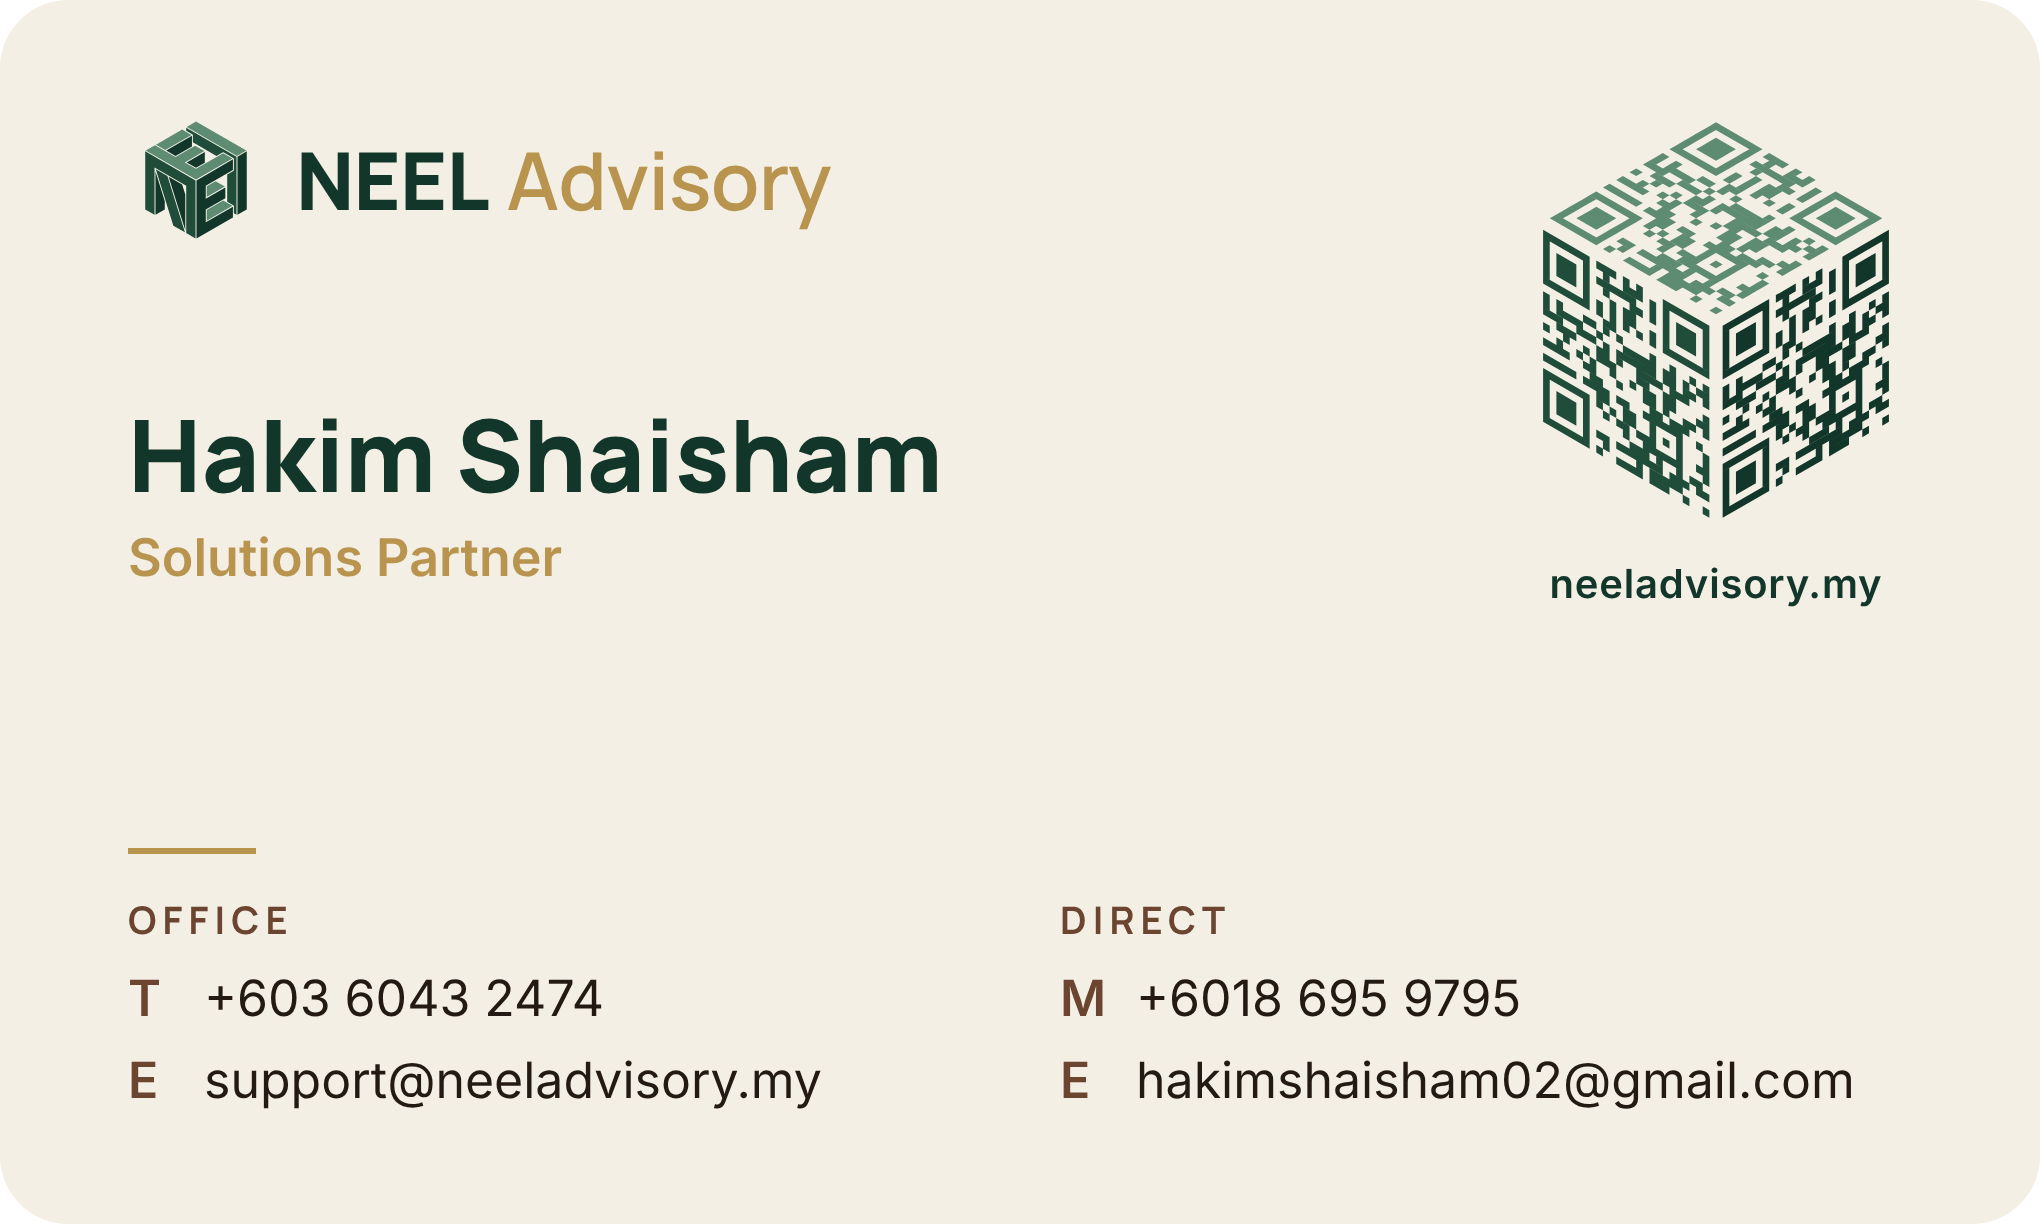 NEEL Advisory
Hakim Shaisham
Solutions Partner
neeladvisory.my
OFFICE
T +603 6043 2474
E support@neeladvisory.my
DIRECT
M +6018 695 9795
E hakimshaisham02@gmail.com